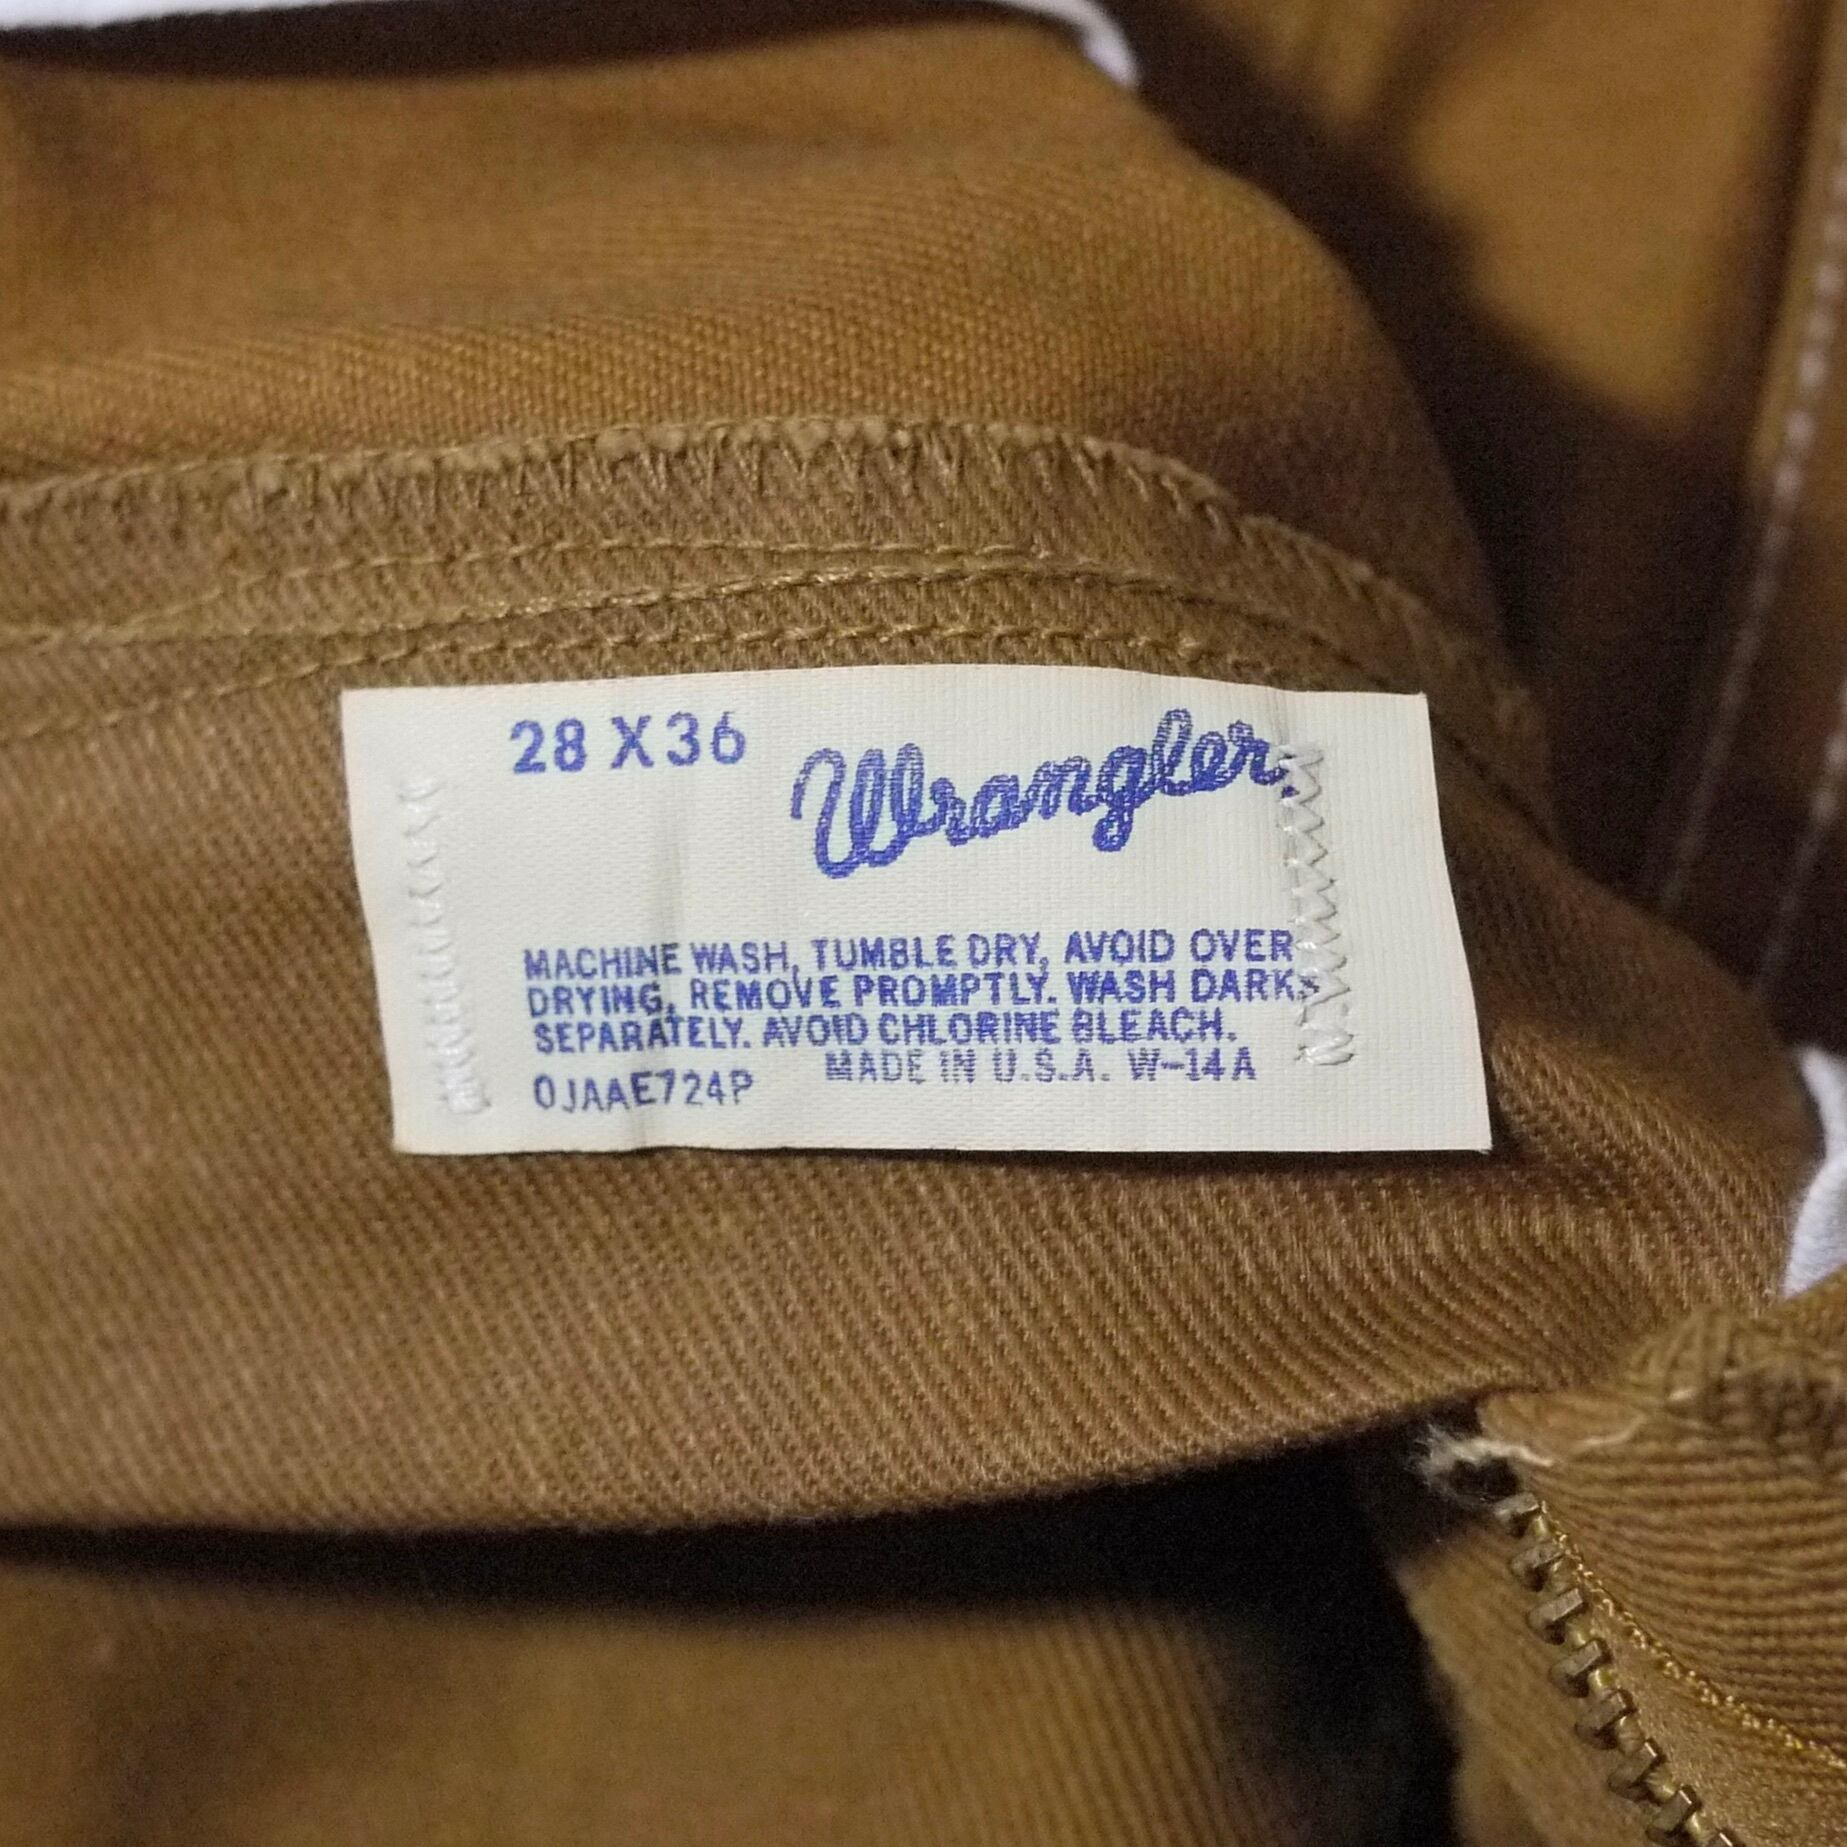 28 X 36
Wrangler
MACHINE WASH, TUMBLE DRY, AVOID OVER
DRYING, REMOVE PROMPTLY. WASH DARKS
SEPARATELY. AVOID CHLORINE BLEACH.
MADE IN U.S.A. W-14A
0JAAE724P